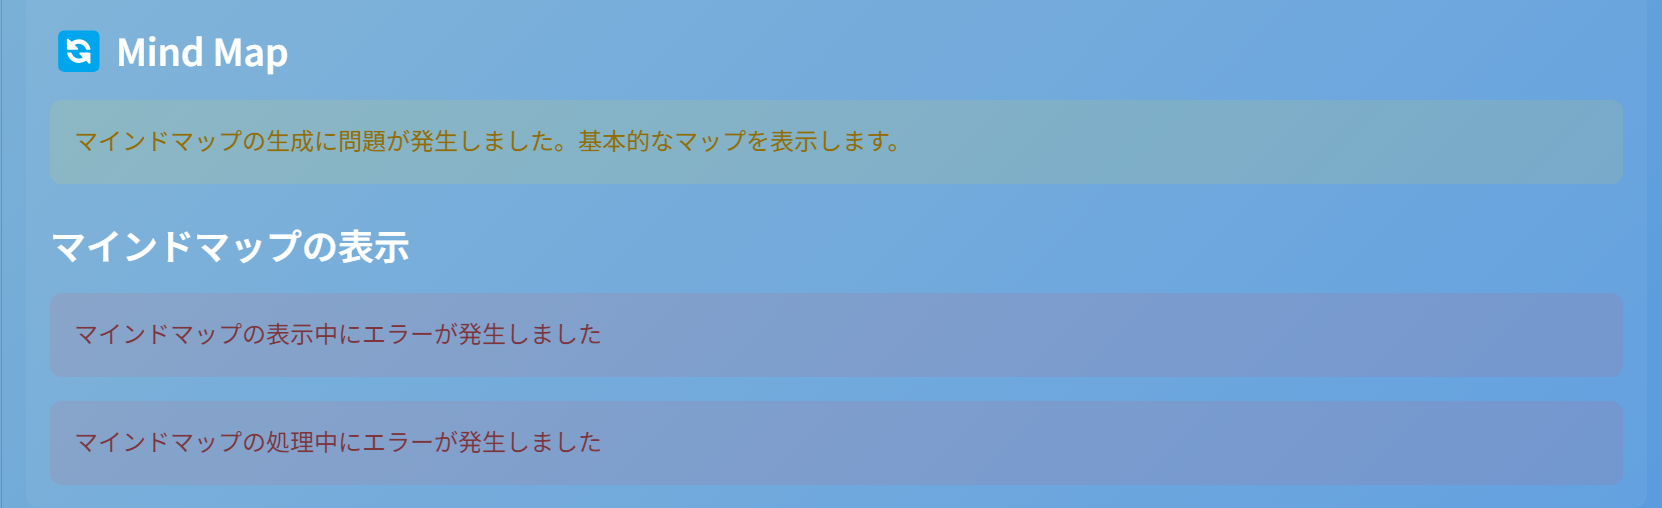 Mind Map
マインドマップの生成に問題が発生しました。基本的なマップを表示します。
マインドマップの表示
マインドマップの表示中にエラーが発生しました
マインドマップの処理中にエラーが発生しました